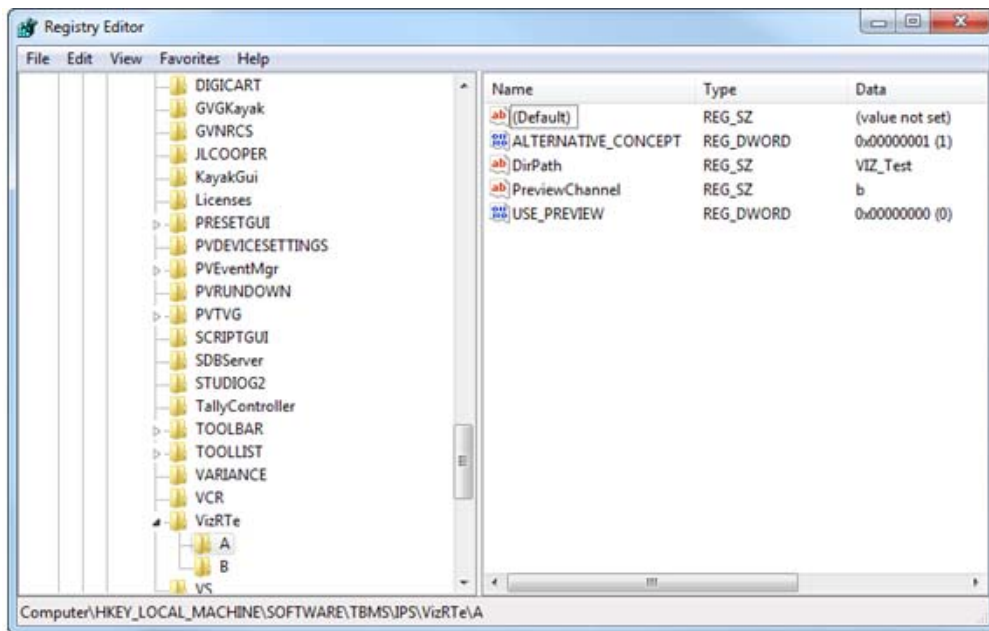 Registry Editor
File Edit View Favorites Help
DIGICART
GVGKayak
GVNRCS
JLCOOPER
KayakGui
Licenses
PRESETGUI
PVDEVICESETTINGS
PVEventMgr
PVRUNDOWN
PVTVG
SCRIPTGUI
SDBServer
STUDIOG2
TallyController
TOOLBAR
TOOLLIST
VARIANCE
VCR
VizRTe
A
B
VS
Name Type Data
(Default) REG_SZ (value not set)
ALTERNATIVE_CONCEPT REG_DWORD 0x00000001 (1)
DirPath REG_SZ VIZ_Test
PreviewChannel REG_SZ b
USE_PREVIEW REG_DWORD 0x00000000 (0)
Computer\HKEY_LOCAL_MACHINE\SOFTWARE\TBMS\IPS\VizRTe\A